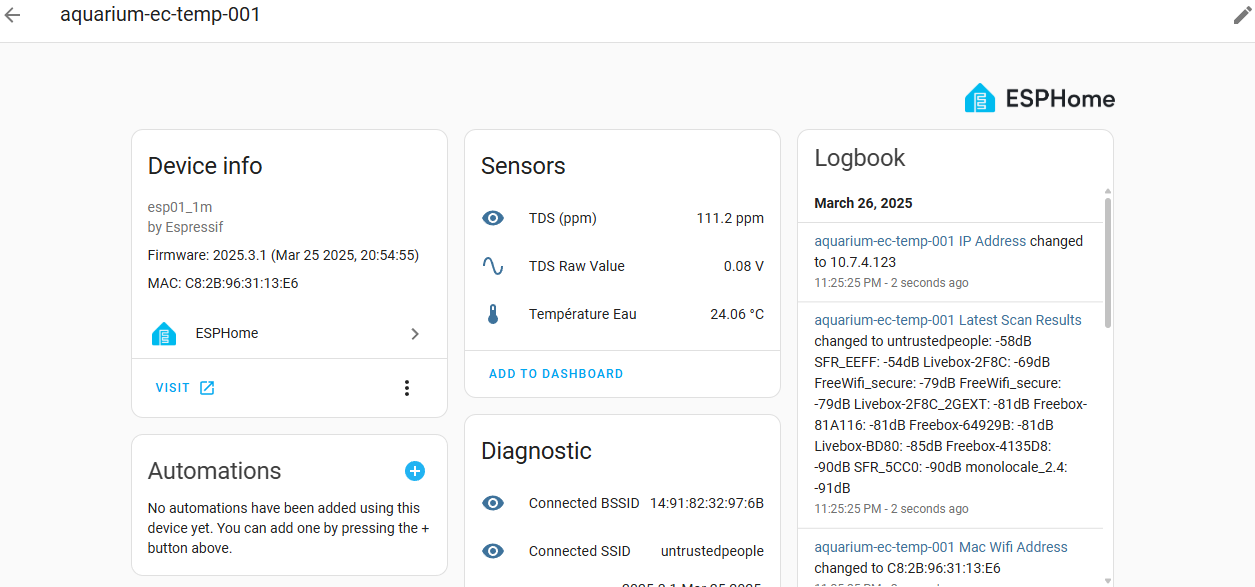 aquarium-ec-temp-001
ESPHome
Device info
esp01_1m
by Espressif
Firmware: 2025.3.1 (Mar 25 2025, 20:54:55)
MAC: C8:2B:96:31:13:E6
ESPHome
VISIT
Automations
No automations have been added using this
device yet. You can add one by pressing the +
button above.
Sensors
TDS (ppm) 111.2 ppm
TDS Raw Value 0.08 V
Température Eau 24.06 °C
ADD TO DASHBOARD
Diagnostic
Connected BSSID 14:91:82:32:97:6B
Connected SSID untrustedpeople
Logbook
March 26, 2025
aquarium-ec-temp-001 IP Address changed
to 10.7.4.123
11:25:25 PM - 2 seconds ago
aquarium-ec-temp-001 Latest Scan Results
changed to untrustedpeople: -58dB
SFR_EEFF: -54dB Livebox-2F8C: -69dB
FreeWifi_secure: -79dB FreeWifi_secure:
-79dB Livebox-2F8C_2GEXT: -81dB Freebox-
81A116: -81dB Freebox-64929B: -81dB
Livebox-BD80: -85dB Freebox-4135D8:
-90dB SFR_5CC0: -90dB monolocale_2.4:
-91dB
11:25:25 PM - 2 seconds ago
aquarium-ec-temp-001 Mac Wifi Address
changed to C8:2B:96:31:13:E6